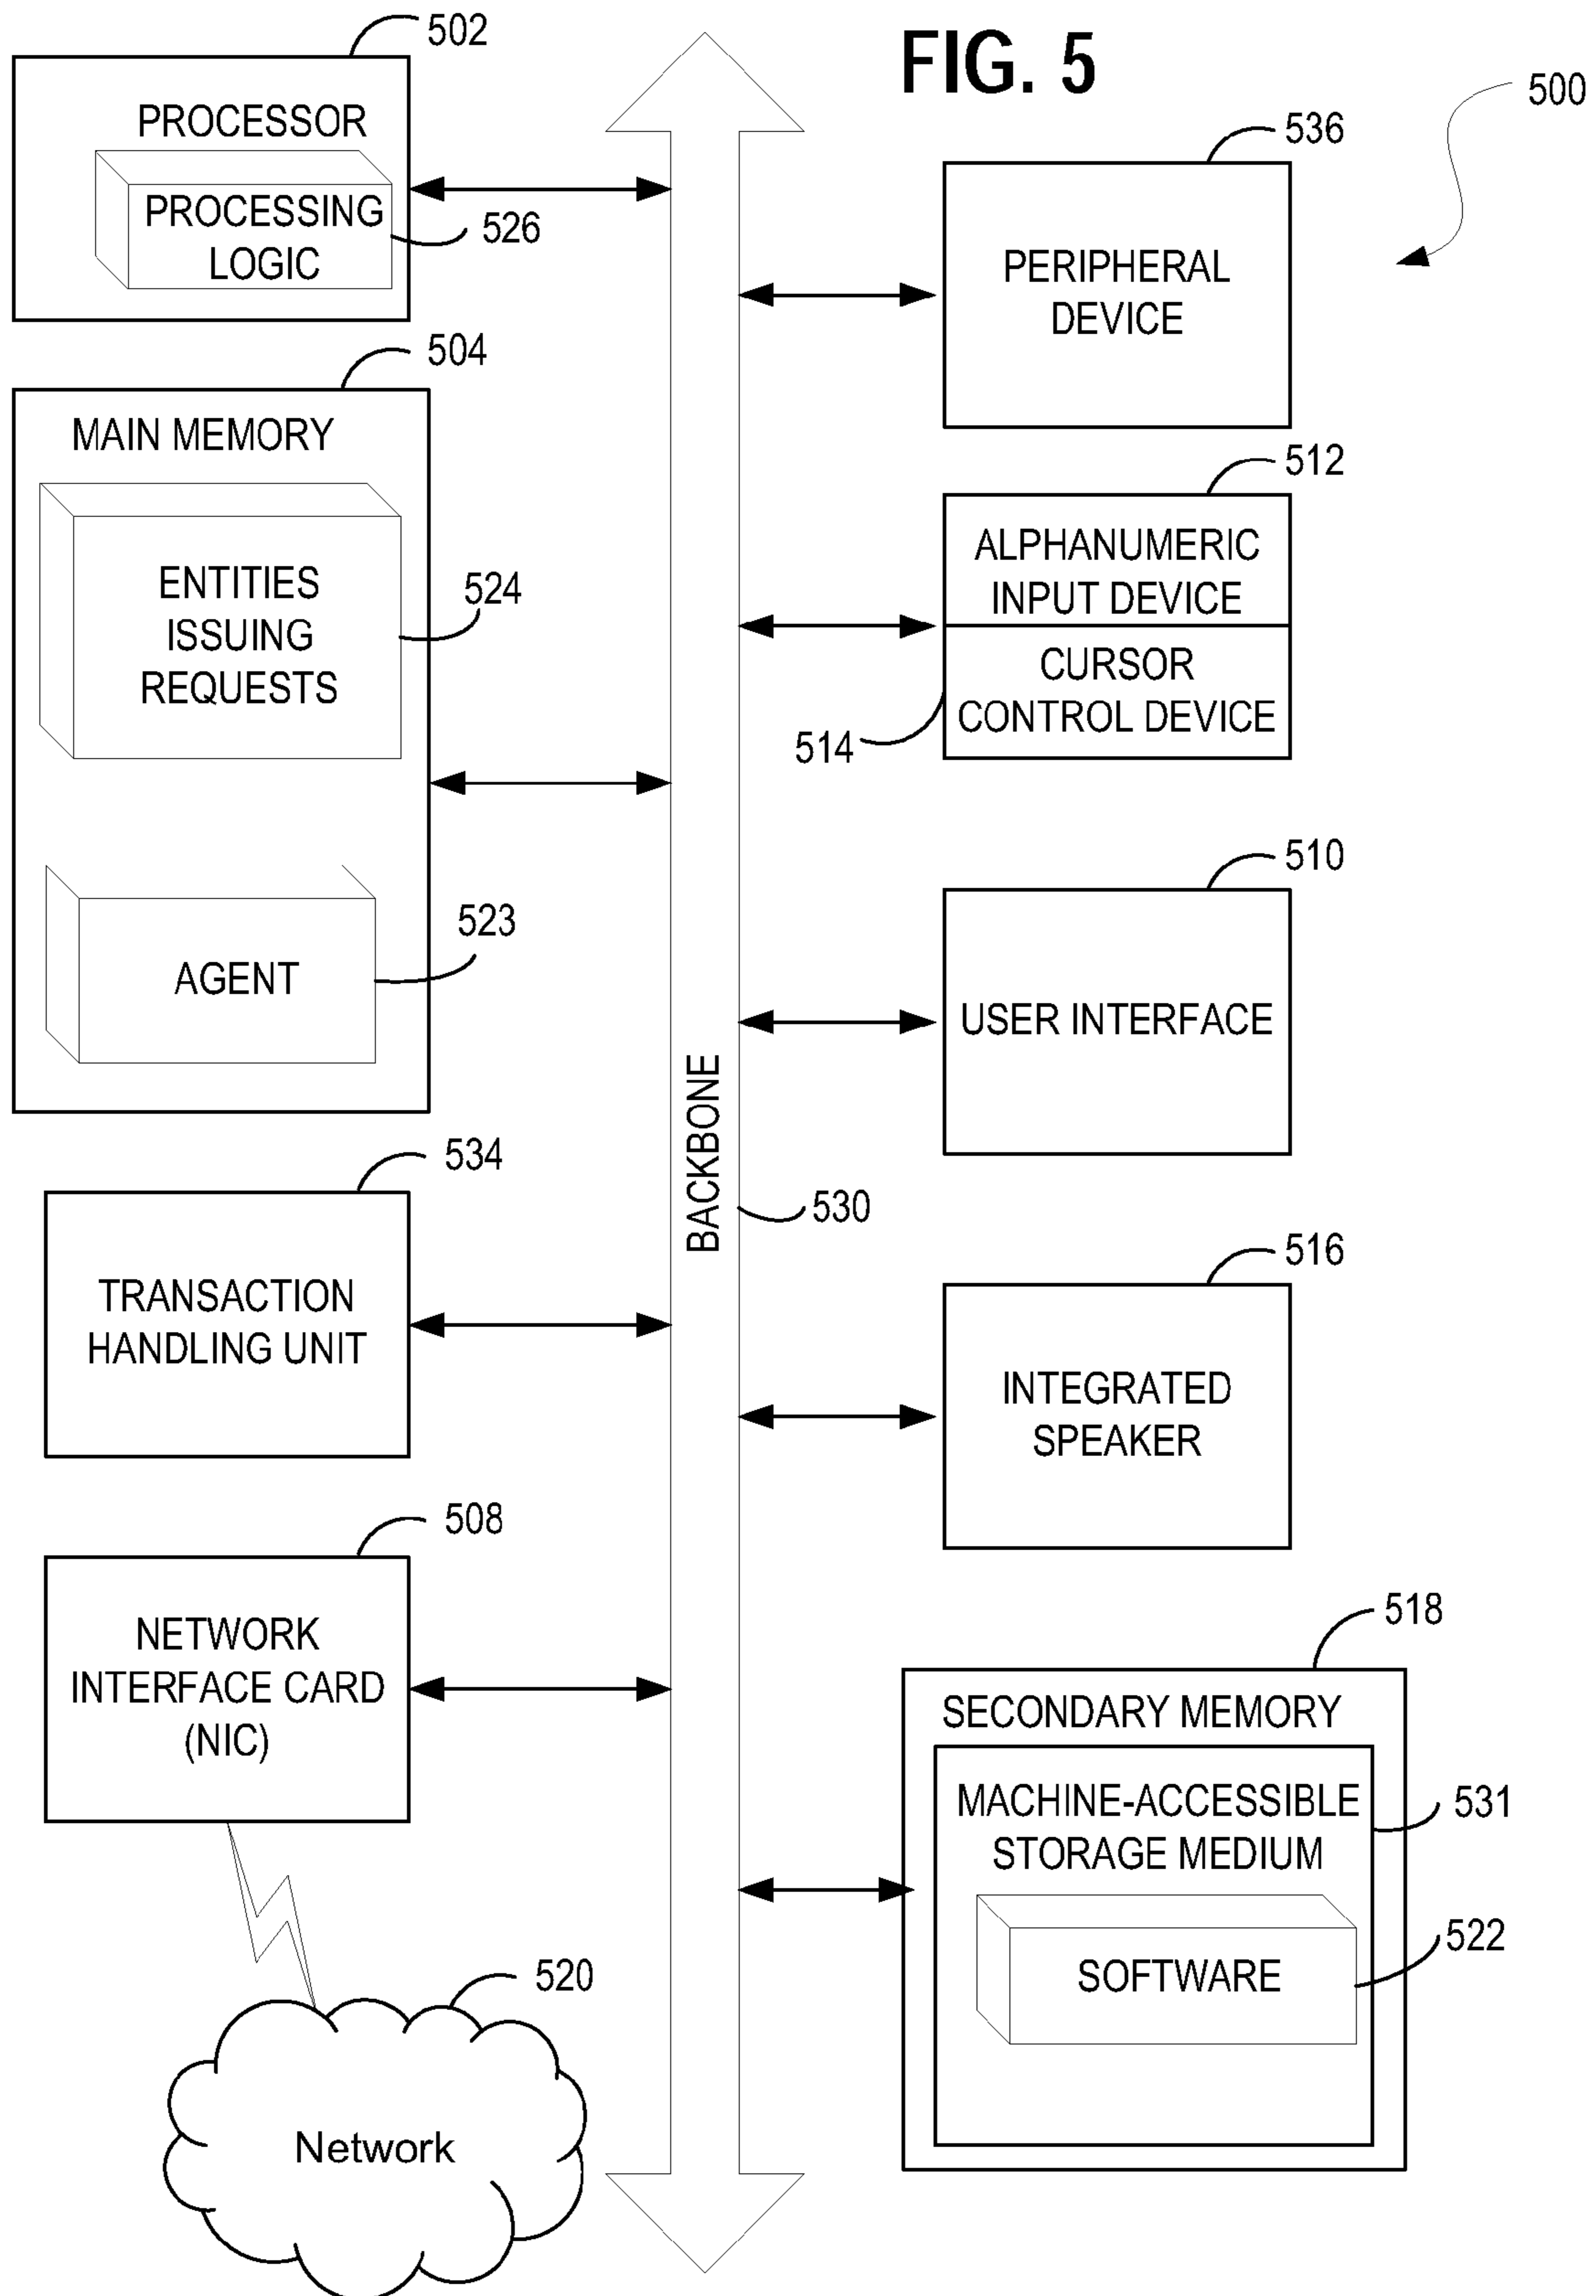 FIG. 5
500
502
PROCESSOR
PROCESSING
LOGIC
526
504
MAIN MEMORY
ENTITIES
ISSUING
REQUESTS
524
AGENT
523
534
TRANSACTION
HANDLING UNIT
508
NETWORK
INTERFACE CARD
(NIC)
520
Network
BACKBONE
530
536
PERIPHERAL
DEVICE
512
ALPHANUMERIC
INPUT DEVICE
CURSOR
CONTROL DEVICE
514
510
USER INTERFACE
516
INTEGRATED
SPEAKER
518
SECONDARY MEMORY
MACHINE-ACCESSIBLE
STORAGE MEDIUM
531
SOFTWARE
522